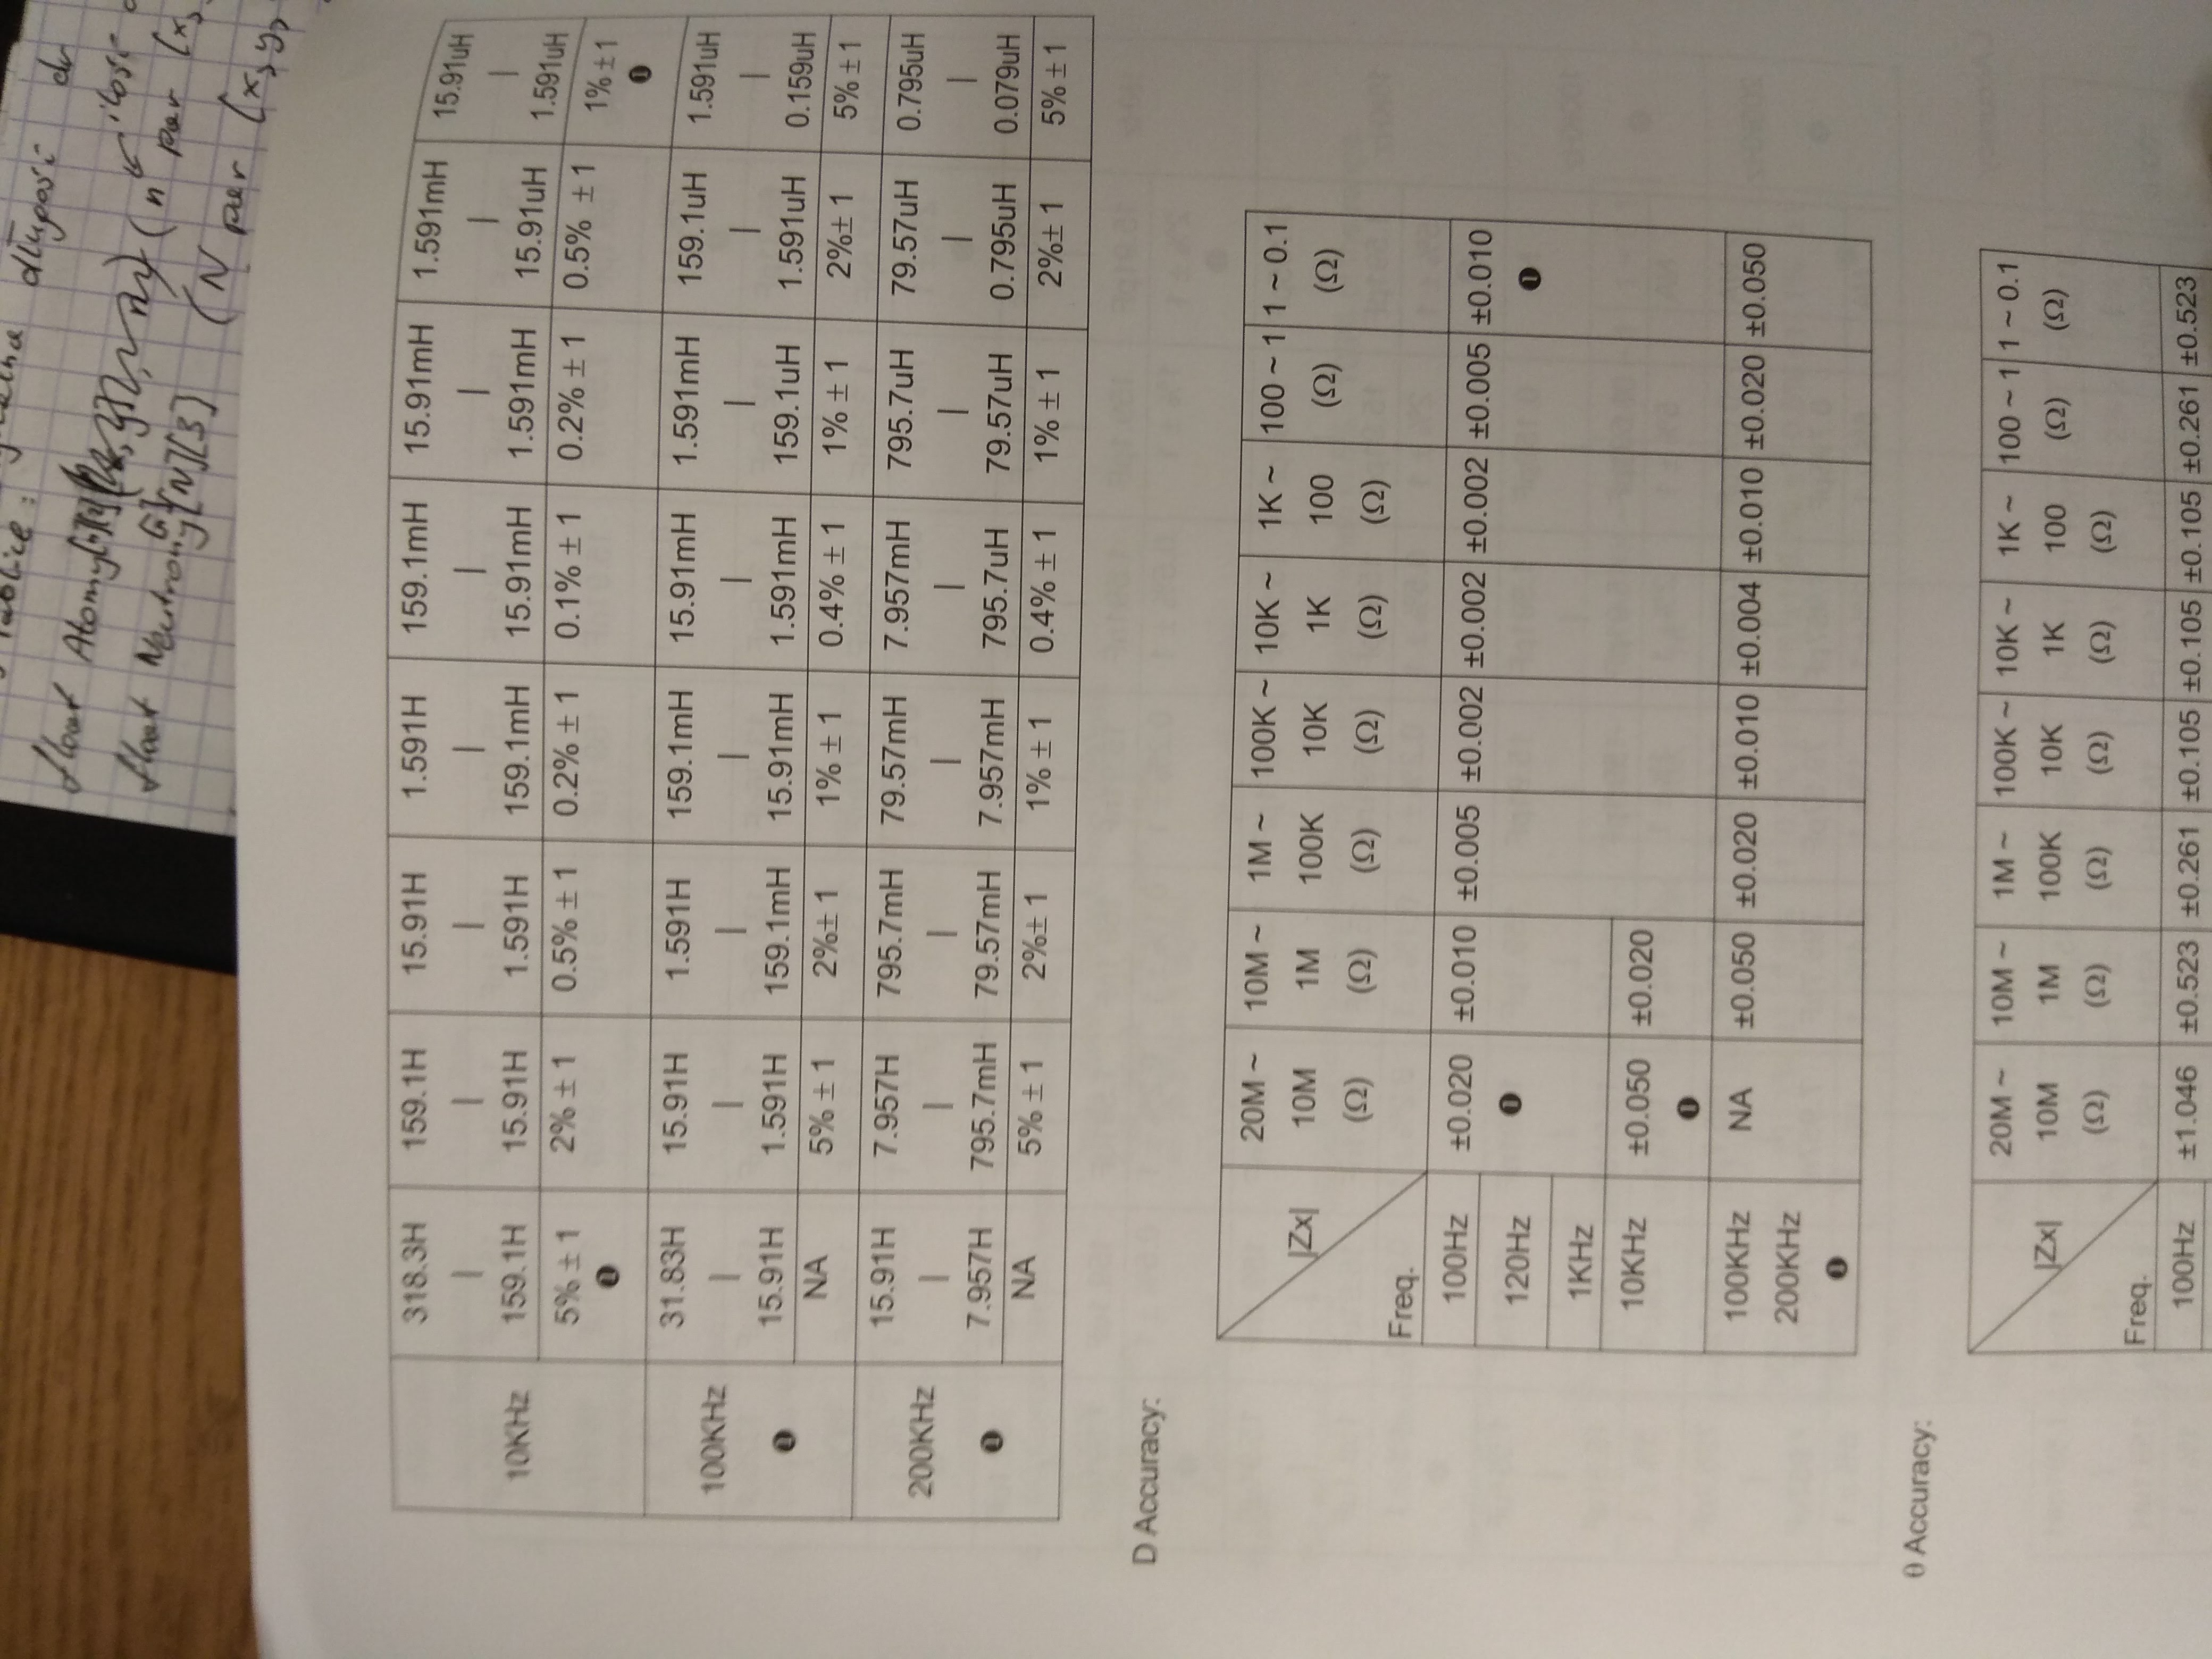 318.3H 159.1H 15.91H 1.591H 159.1mH 15.91mH 1.591mH 15.91uH
| | | | | | | |
10KHz 159.1H 15.91H 1.591H 159.1mH 15.91mH 1.591mH 15.91uH 1.591uH
5% ± 1 2% ± 1 0.5% ± 1 0.2% ± 1 0.1% ± 1 0.2% ± 1 0.5% ± 1 1% ± 1
❶ ❶
31.83H 15.91H 1.591H 159.1mH 15.91mH 1.591mH 159.1uH 1.591uH
100KHz | | | | | | | |
❶ 15.91H 1.591H 159.1mH 15.91mH 1.591mH 159.1uH 1.591uH 0.159uH
NA 5% ± 1 2%± 1 1% ± 1 0.4% ± 1 1% ± 1 2%± 1 5% ± 1
15.91H 7.957H 795.7mH 79.57mH 7.957mH 795.7uH 79.57uH 0.795uH
200KHz | | | | | | | |
❶ 7.957H 795.7mH 79.57mH 7.957mH 795.7uH 79.57uH 0.795uH 0.079uH
NA 5% ± 1 2%± 1 1% ± 1 0.4% ± 1 1% ± 1 2%± 1 5% ± 1
D Accuracy:
20M ~ 10M ~ 1M ~ 100K ~ 10K ~ 1K ~ 100 ~ 1 1 ~ 0.1
|Zx| 10M 1M 100K 10K 1K 100 (Ω) (Ω)
(Ω) (Ω) (Ω) (Ω) (Ω) (Ω)
Freq.
100Hz ±0.020 ±0.010 ±0.005 ±0.002 ±0.002 ±0.002 ±0.005 ±0.010
120Hz ❶ ❶
1KHz
10KHz ±0.050 ±0.020
❶
100KHz NA ±0.050 ±0.020 ±0.010 ±0.004 ±0.010 ±0.020 ±0.050
200KHz
❶
θ Accuracy:
20M ~ 10M ~ 1M ~ 100K ~ 10K ~ 1K ~ 100 ~ 1 1 ~ 0.1
|Zx| 10M 1M 100K 10K 1K 100 (Ω) (Ω)
(Ω) (Ω) (Ω) (Ω) (Ω) (Ω)
Freq.
100Hz ±1.046 ±0.523 ±0.261 ±0.105 ±0.105 ±0.105 ±0.261 ±0.523
float
float [N][3]